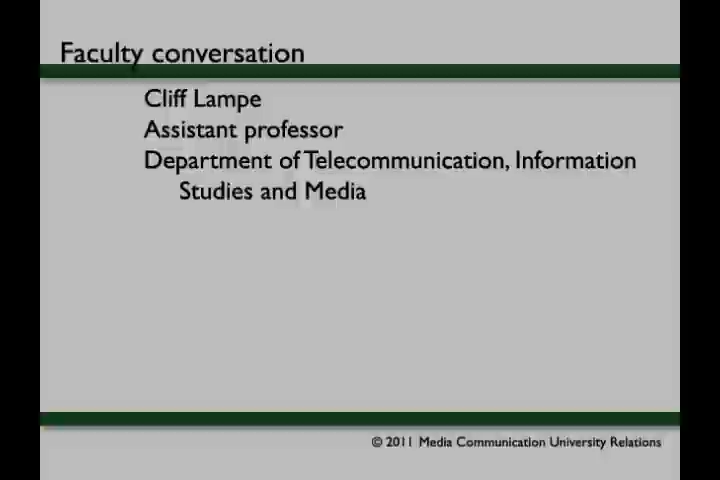 Faculty conversation
Cliff Lampe
Assistant professor
Department of Telecommunication, Information
Studies and Media
© 2011 Media Communication University Relations